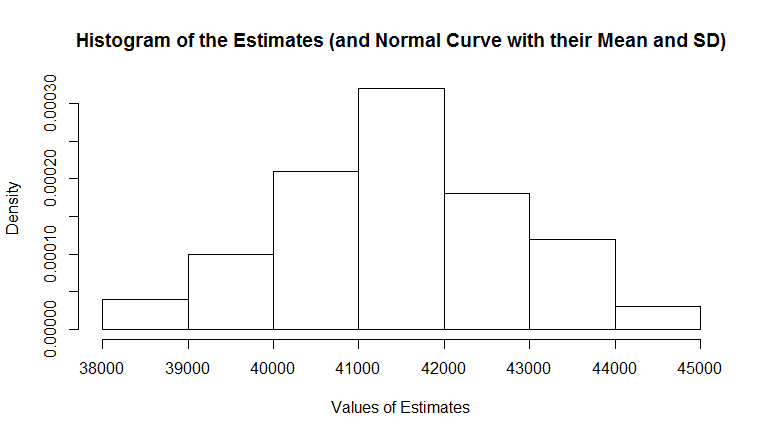 Histogram of the Estimates (and Normal Curve with their Mean and SD)
Density
0.00030
0.00020
0.00010
0.00000
38000 39000 40000 41000 42000 43000 44000 45000
Values of Estimates